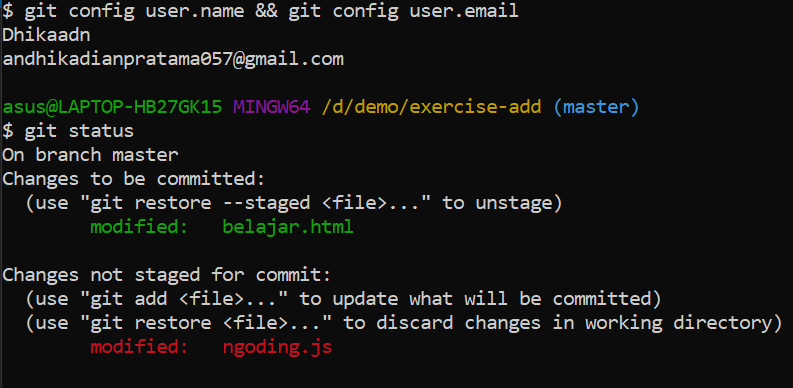 $ git config user.name && git config user.email
Dhikaadn
andhikadianpratama057@gmail.com
asus@LAPTOP-HB27GK15 MINGW64 /d/demo/exercise-add (master)
$ git status
On branch master
Changes to be committed:
  (use "git restore --staged <file>..." to unstage)
        modified:   belajar.html

Changes not staged for commit:
  (use "git add <file>..." to update what will be committed)
  (use "git restore <file>..." to discard changes in working directory)
        modified:   ngoding.js